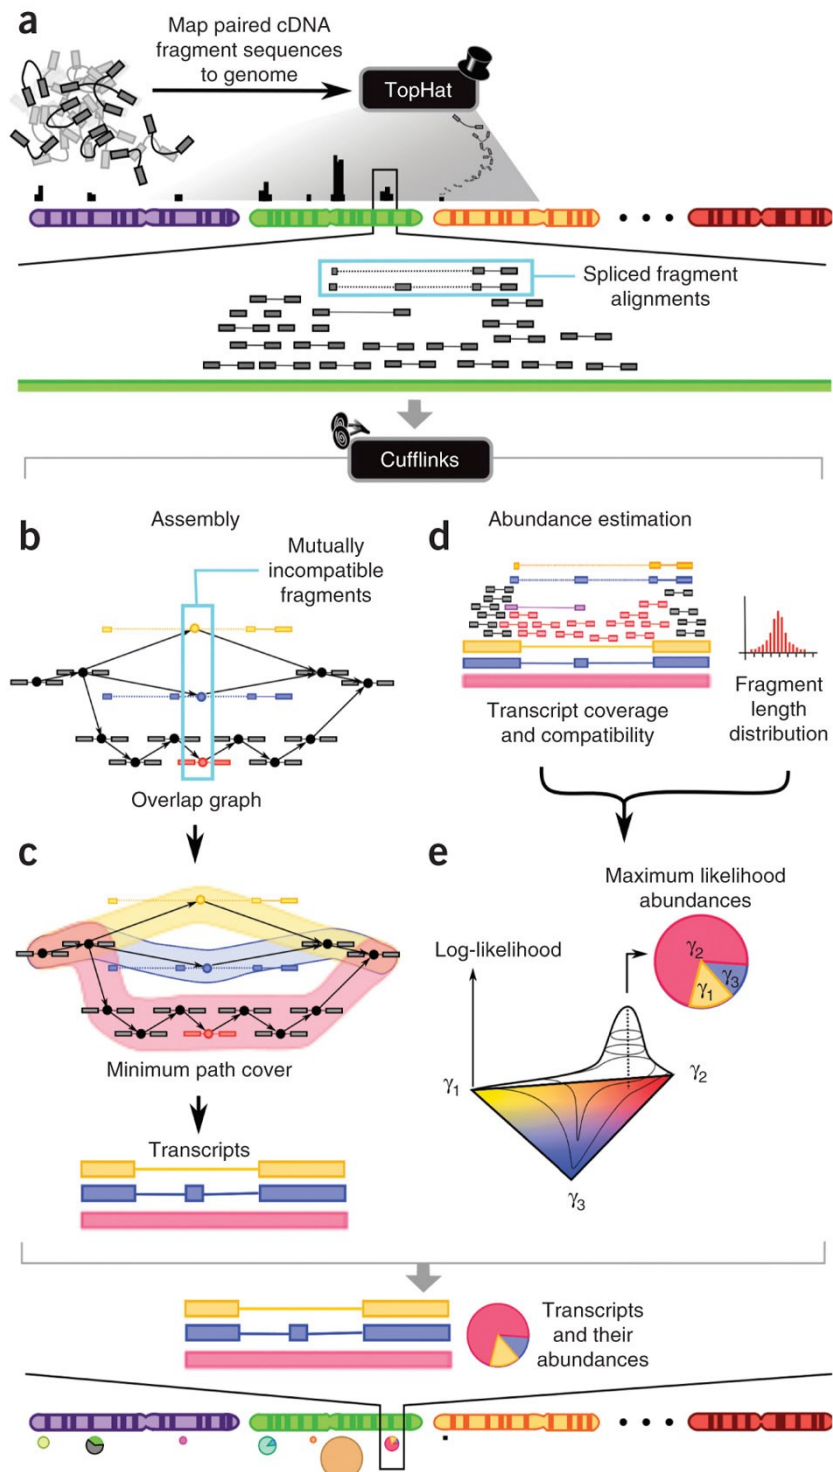 a
Map paired cDNA
fragment sequences
to genome
TopHat
Spliced fragment
alignments
Cufflinks
b
Assembly
Mutually
incompatible
fragments
Overlap graph
c
Minimum path cover
Transcripts
d
Abundance estimation
Transcript coverage
and compatibility
Fragment
length
distribution
e
Maximum likelihood
abundances
Log-likelihood
γ2
γ1
γ3
γ1
γ2
γ3
Transcripts
and their
abundances